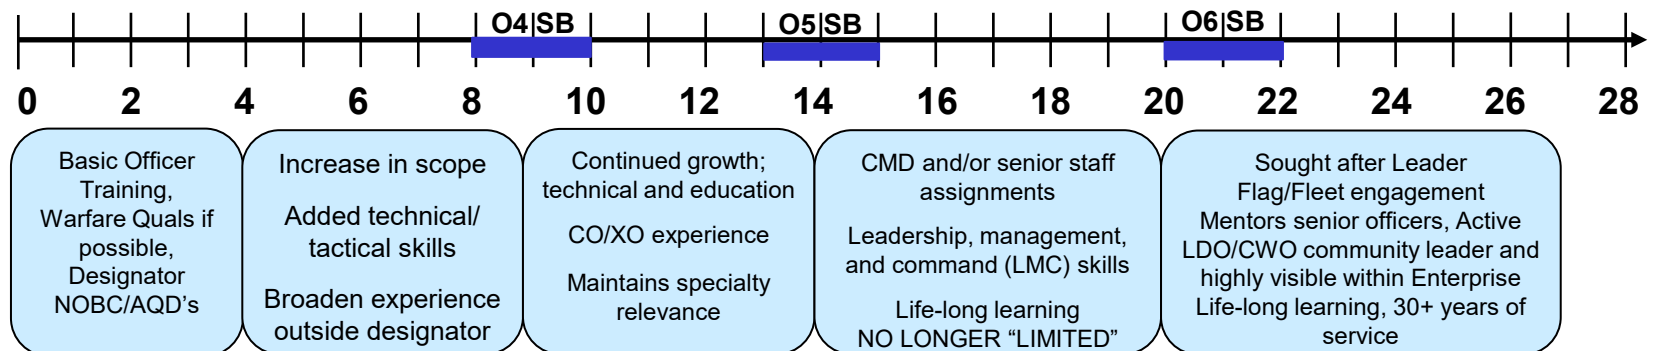 O4 SB O5 SB O6 SB
0 2 4 6 8 10 12 14 16 18 20 22 24 26 28
Basic Officer
Training,
Warfare Quals if
possible,
Designator
NOBC/AQD's
Increase in scope
Added technical/
tactical skills
Broaden experience
outside designator
Continued growth;
technical and education
CO/XO experience
Maintains specialty
relevance
CMD and/or senior staff
assignments
Leadership, management,
and command (LMC) skills
Life-long learning
NO LONGER “LIMITED”
Sought after Leader
Flag/Fleet engagement
Mentors senior officers, Active
LDO/CWO community leader and
highly visible within Enterprise
Life-long learning, 30+ years of
service